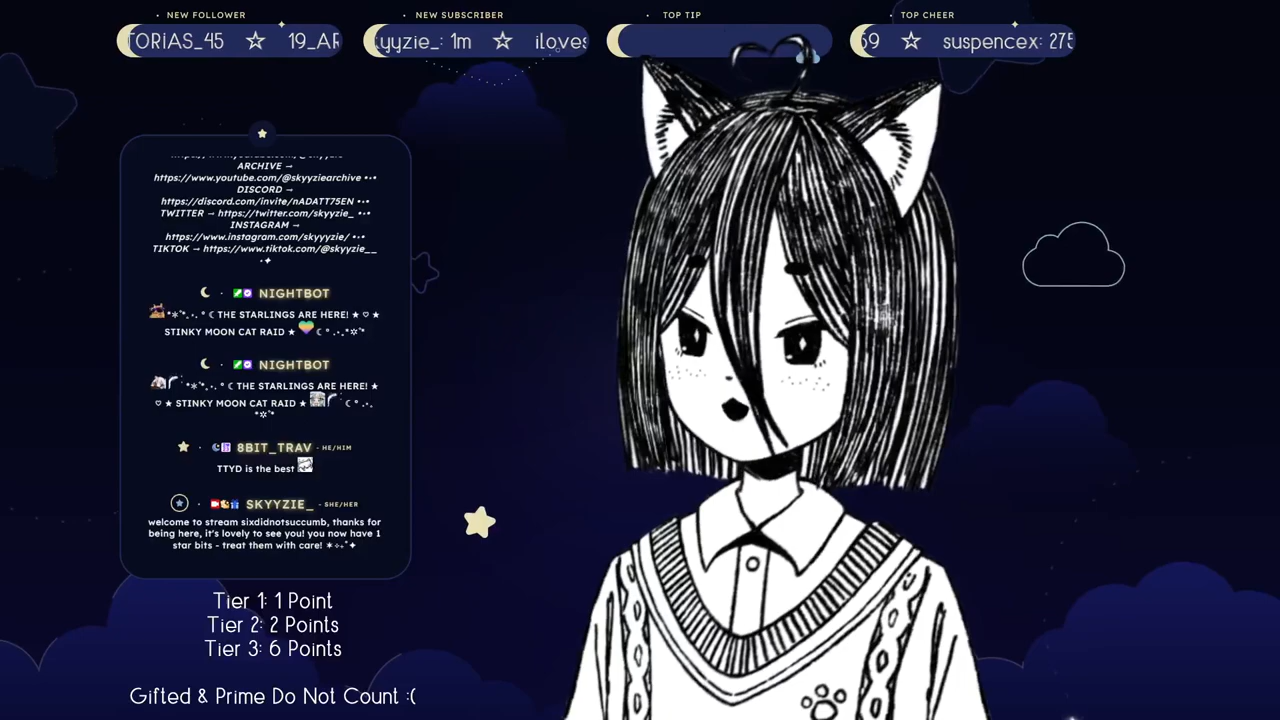 NEW FOLLOWER
TORIAS_45 ☆ 19_AR
NEW SUBSCRIBER
yyzie_: 1m ☆ iloves
TOP TIP
TOP CHEER
59 ☆ suspencex: 275
ARCHIVE →
https://www.youtube.com/@skyyziearchive •·•
DISCORD →
https://discord.com/invite/nADATT75EN •·•
TWITTER → https://twitter.com/skyyzie_ •·•
INSTAGRAM →
https://www.instagram.com/skyyyzie/ •·•
TIKTOK → https://www.tiktok.com/@skyyzie__
NIGHTBOT
THE STARLINGS ARE HERE! ★ ♡ ★
STINKY MOON CAT RAID ★
NIGHTBOT
THE STARLINGS ARE HERE! ★
♡ ★ STINKY MOON CAT RAID ★
8BIT_TRAV - HE/HIM
TTYD is the best
SKYYZIE_ - SHE/HER
welcome to stream sixdidnotsuccumb, thanks for
being here, it's lovely to see you! you now have 1
star bits - treat them with care!
Tier 1: 1 Point
Tier 2: 2 Points
Tier 3: 6 Points
Gifted & Prime Do Not Count :(